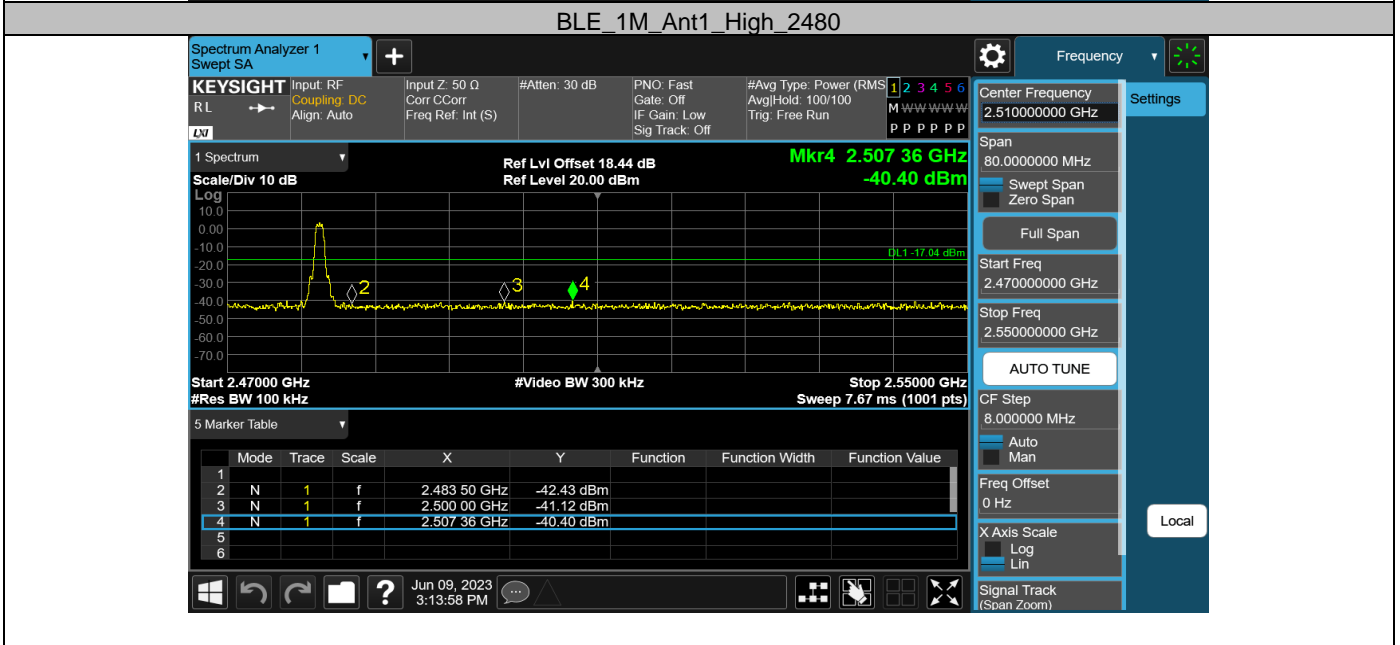 BLE_1M_Ant1_High_2480
Spectrum Analyzer 1
Swept SA
+
Frequency
KEYSIGHT
RL
LXI
Input: RF
Coupling: DC
Align: Auto
Input Z: 50 Ω
Corr CCorr
Freq Ref: Int (S)
#Atten: 30 dB
PNO: Fast
Gate: Off
IF Gain: Low
Sig Track: Off
#Avg Type: Power (RMS
Avg|Hold: 100/100
Trig: Free Run
1 2 3 4 5 6
M W W W W W
P P P P P P
1 Spectrum
Scale/Div 10 dB
Ref Lvl Offset 18.44 dB
Ref Level 20.00 dBm
Mkr4 2.507 36 GHz
-40.40 dBm
Log
10.0
0.00
-10.0
-20.0
-30.0
-40.0
-50.0
-60.0
-70.0
DL1 -17.04 dBm
2
3
4
Start 2.47000 GHz
#Video BW 300 kHz
Stop 2.55000 GHz
#Res BW 100 kHz
Sweep 7.67 ms (1001 pts)
5 Marker Table
Mode Trace Scale X Y Function Function Width Function Value
1
2 N 1 f 2.483 50 GHz -42.43 dBm
3 N 1 f 2.500 00 GHz -41.12 dBm
4 N 1 f 2.507 36 GHz -40.40 dBm
5
6
?
Jun 09, 2023
3:13:58 PM
Center Frequency
2.510000000 GHz
Settings
Span
80.0000000 MHz
Swept Span
Zero Span
Full Span
Start Freq
2.470000000 GHz
Stop Freq
2.550000000 GHz
AUTO TUNE
CF Step
8.000000 MHz
Auto
Man
Freq Offset
0 Hz
Local
X Axis Scale
Log
Lin
Signal Track
(Span Zoom)